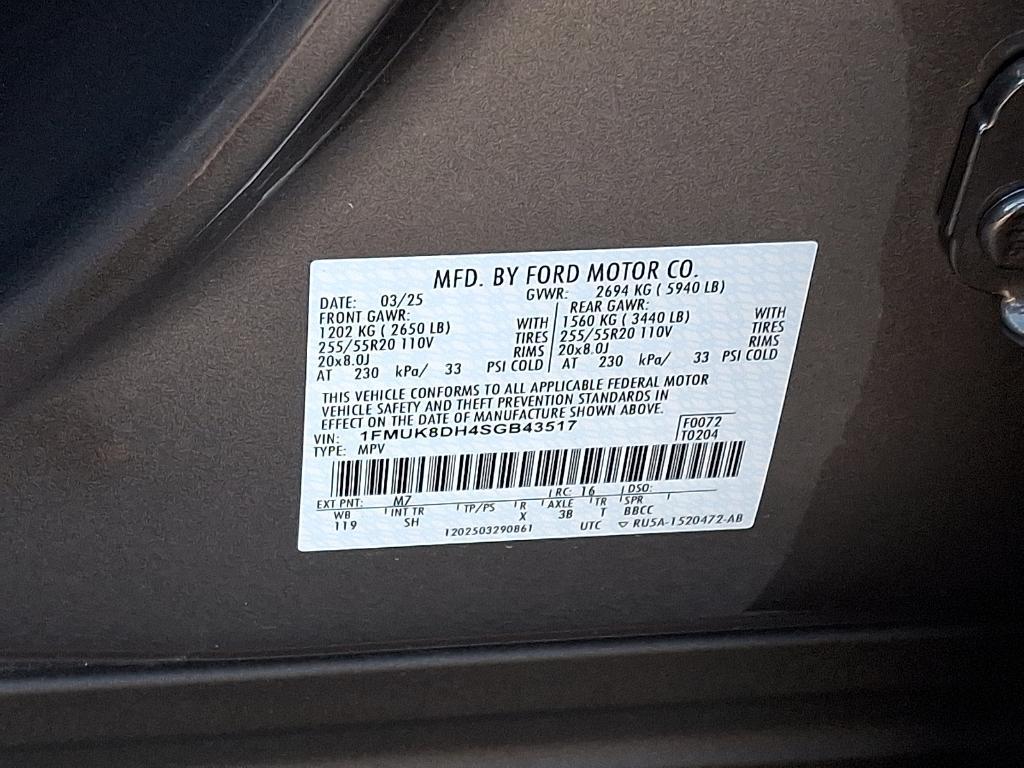 MFD. BY FORD MOTOR CO.
DATE: 03/25 GVWR: 2694 KG ( 5940 LB)
FRONT GAWR: REAR GAWR:
1202 KG ( 2650 LB) WITH 1560 KG ( 3440 LB) WITH
255/55R20 110V TIRES 255/55R20 110V TIRES
20x8.0J RIMS 20x8.0J RIMS
AT 230 kPa/ 33 PSI COLD AT 230 kPa/ 33 PSI COLD
THIS VEHICLE CONFORMS TO ALL APPLICABLE FEDERAL MOTOR
VEHICLE SAFETY AND THEFT PREVENTION STANDARDS IN
EFFECT ON THE DATE OF MANUFACTURE SHOWN ABOVE.
VIN: 1FMUK8DH4SGB43517 F0072
TYPE: MPV T0204
EXT PNT: M7 RC: 16 DSO:
WB INT TR TP/PS R AXLE TR SPR
119 SH X 3B T BBCC
1202503290861 UTC ▽ RU5A-1520472-AB